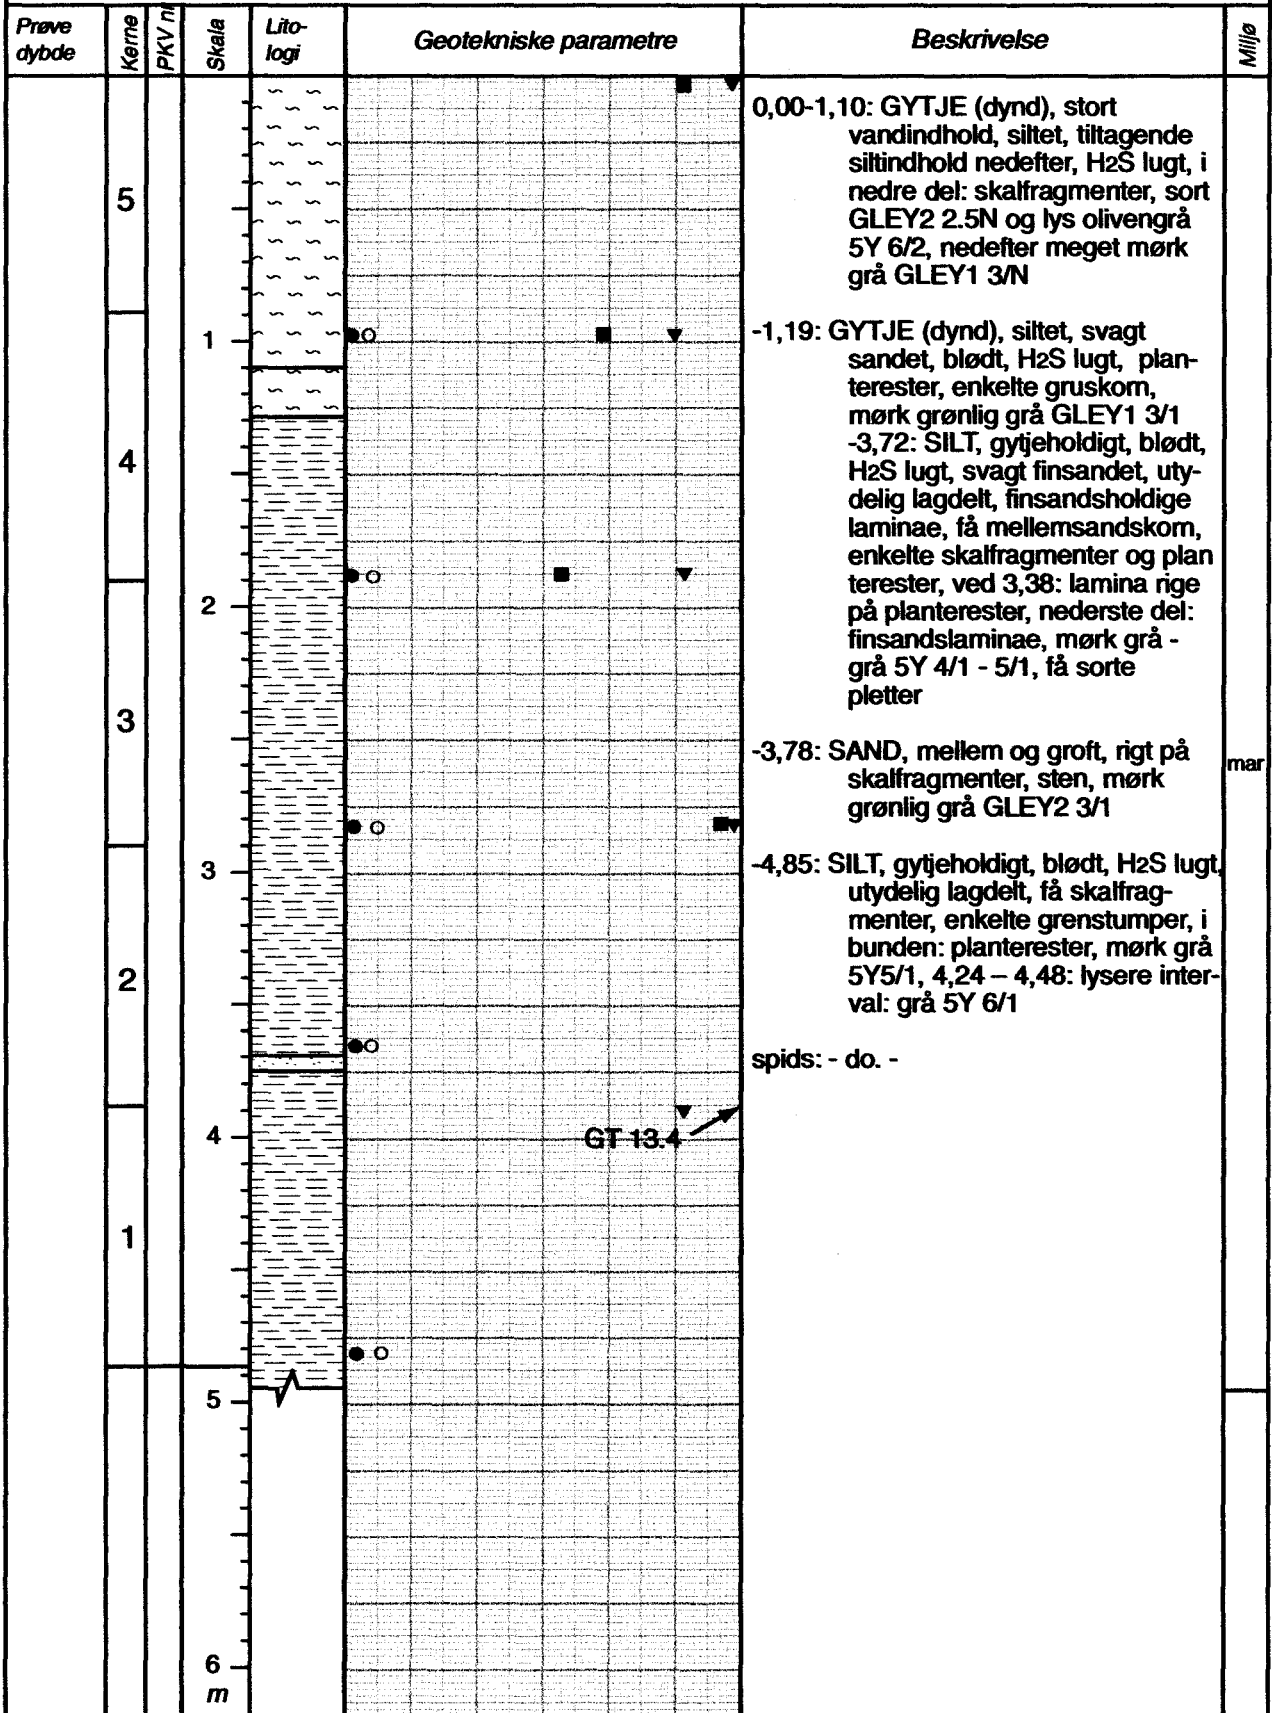 Prøve dybde
Kerne
PKV nr
Skala
Lito-
logi
Geotekniske parametre
Beskrivelse
Miljø
5
4
3
2
1
1
2
3
4
5
6
m
GT 13.4
0,00-1,10: GYTJE (dynd), stort
vandindhold, siltet, tiltagende
siltindhold nedefter, H2S lugt, i
nedre del: skalfragmenter, sort
GLEY2 2.5N og lys olivengrå
5Y 6/2, nedefter meget mørk
grå GLEY1 3/N
-1,19: GYTJE (dynd), siltet, svagt
sandet, blødt, H2S lugt, plan-
terester, enkelte gruskorn,
mørk grønlig grå GLEY1 3/1
-3,72: SILT, gytjeholdigt, blødt,
H2S lugt, svagt finsandet, uty-
delig lagdelt, finsandsholdige
laminae, få mellemsandskorn,
enkelte skalfragmenter og plan
terester, ved 3,38: lamina rige
på planterester, nederste del:
finsandslaminae, mørk grå -
grå 5Y 4/1 - 5/1, få sorte
pletter
-3,78: SAND, mellem og groft, rigt på
skalfragmenter, sten, mørk
grønlig grå GLEY2 3/1
-4,85: SILT, gytjeholdigt, blødt, H2S lugt,
utydelig lagdelt, få skalfrag-
menter, enkelte grenstumper, i
bunden: planterester, mørk grå
5Y5/1, 4,24 – 4,48: lysere inter-
val: grå 5Y 6/1
spids: - do. -
mar